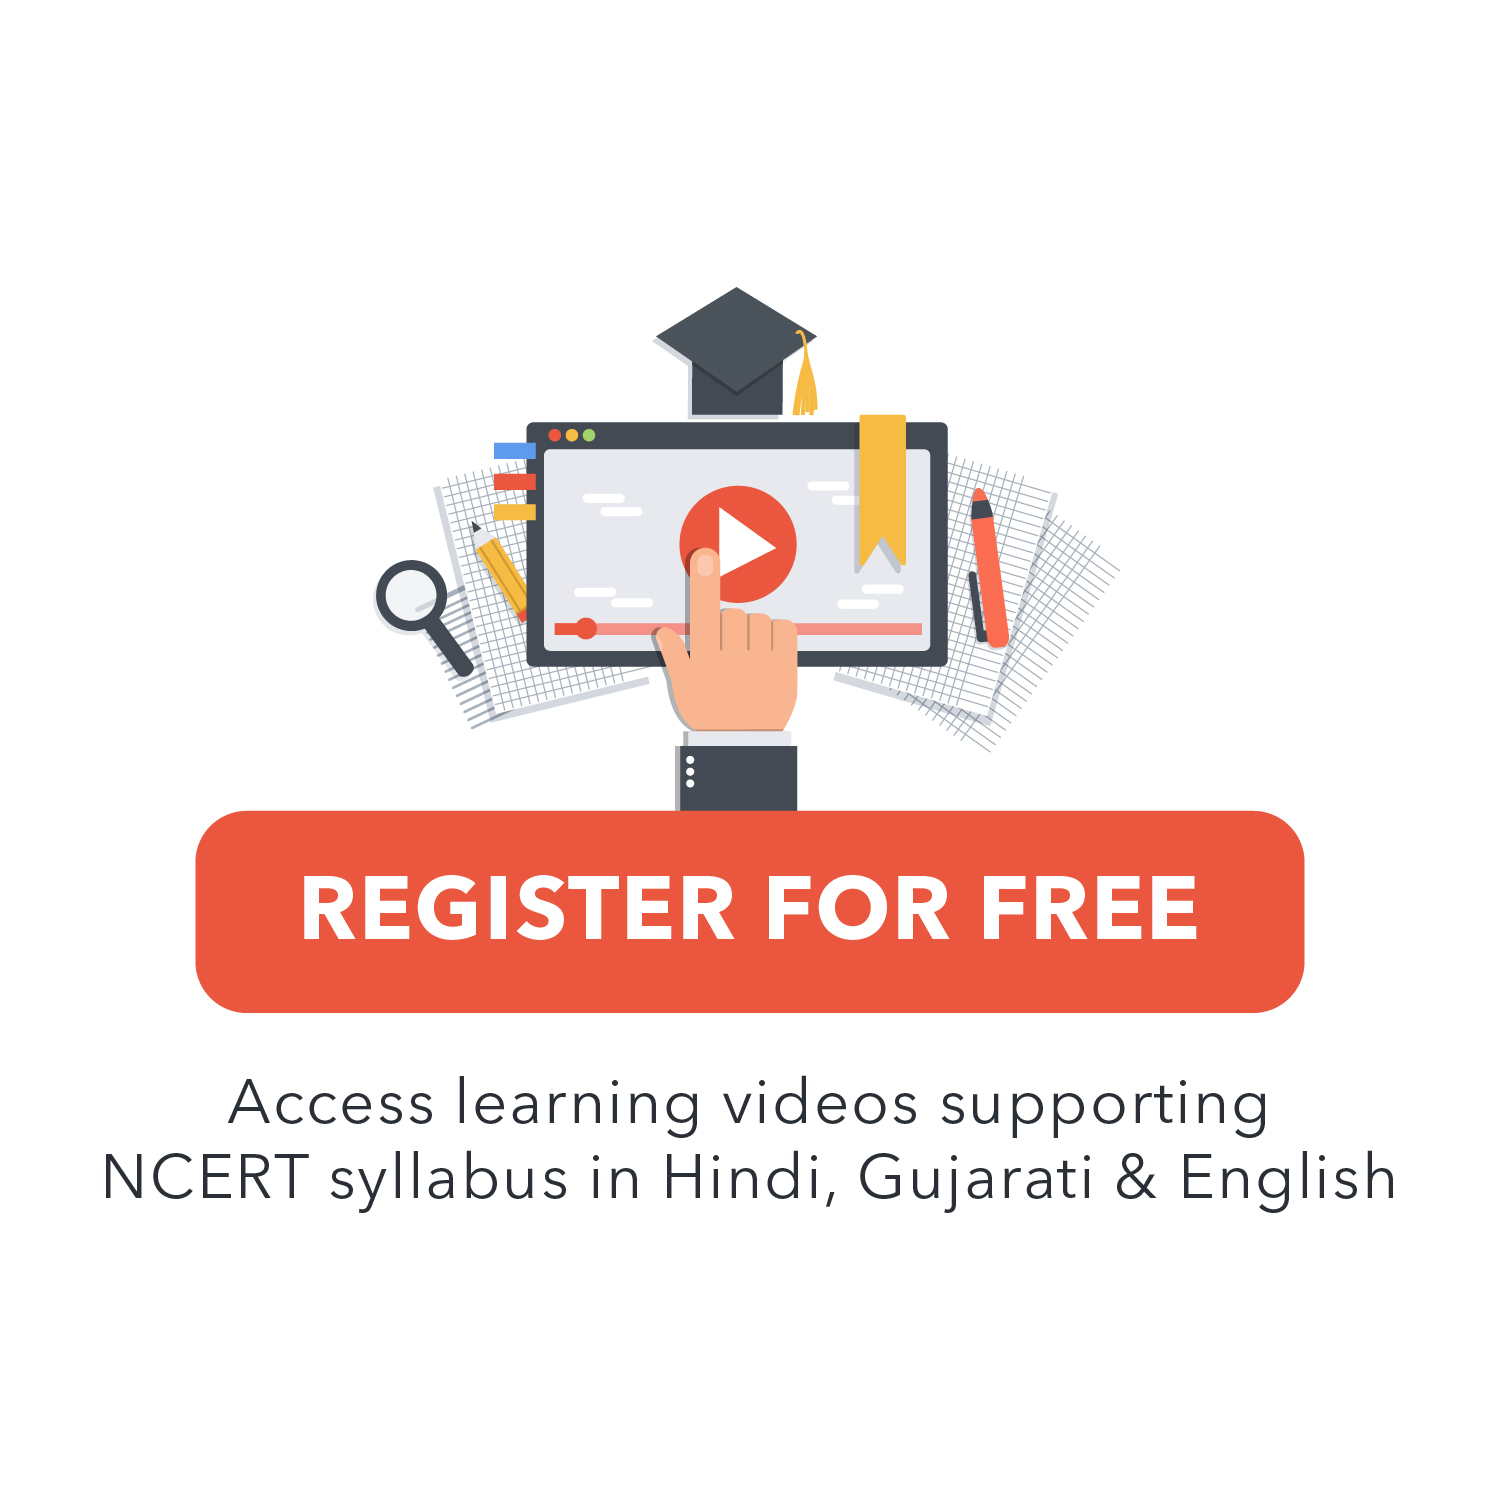 REGISTER FOR FREE
Access learning videos supporting
NCERT syllabus in Hindi, Gujarati & English